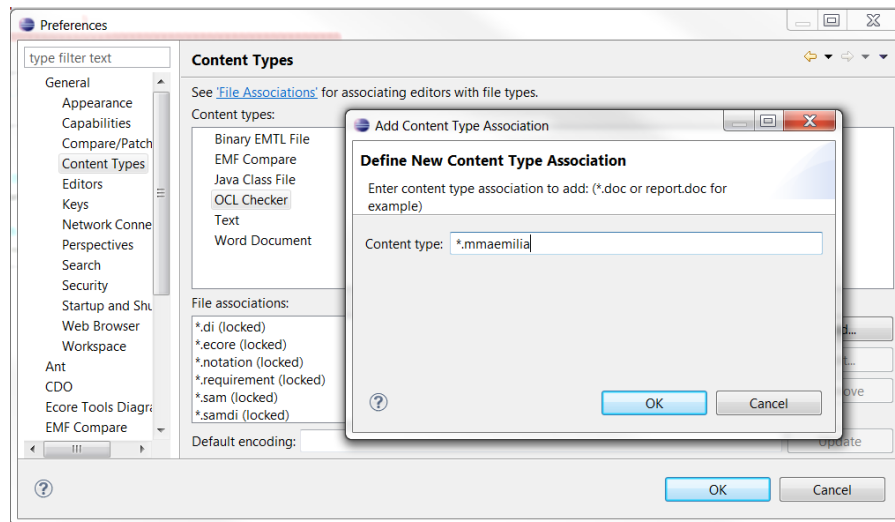 Preferences
type filter text
General
Appearance
Capabilities
Compare/Patch
Content Types
Editors
Keys
Network Conne
Perspectives
Search
Security
Startup and Shu
Web Browser
Workspace
Ant
CDO
Ecore Tools Diagra
EMF Compare
Content Types
See 'File Associations' for associating editors with file types.
Content types:
Binary EMTL File
EMF Compare
Java Class File
OCL Checker
Text
Word Document
File associations:
*.di (locked)
*.ecore (locked)
*.notation (locked)
*.requirement (locked)
*.sam (locked)
*.samdi (locked)
Default encoding:
Update
Add Content Type Association
Define New Content Type Association
Enter content type association to add: (*.doc or report.doc for
example)
Content type: *.mmaemilia
OK Cancel
OK Cancel